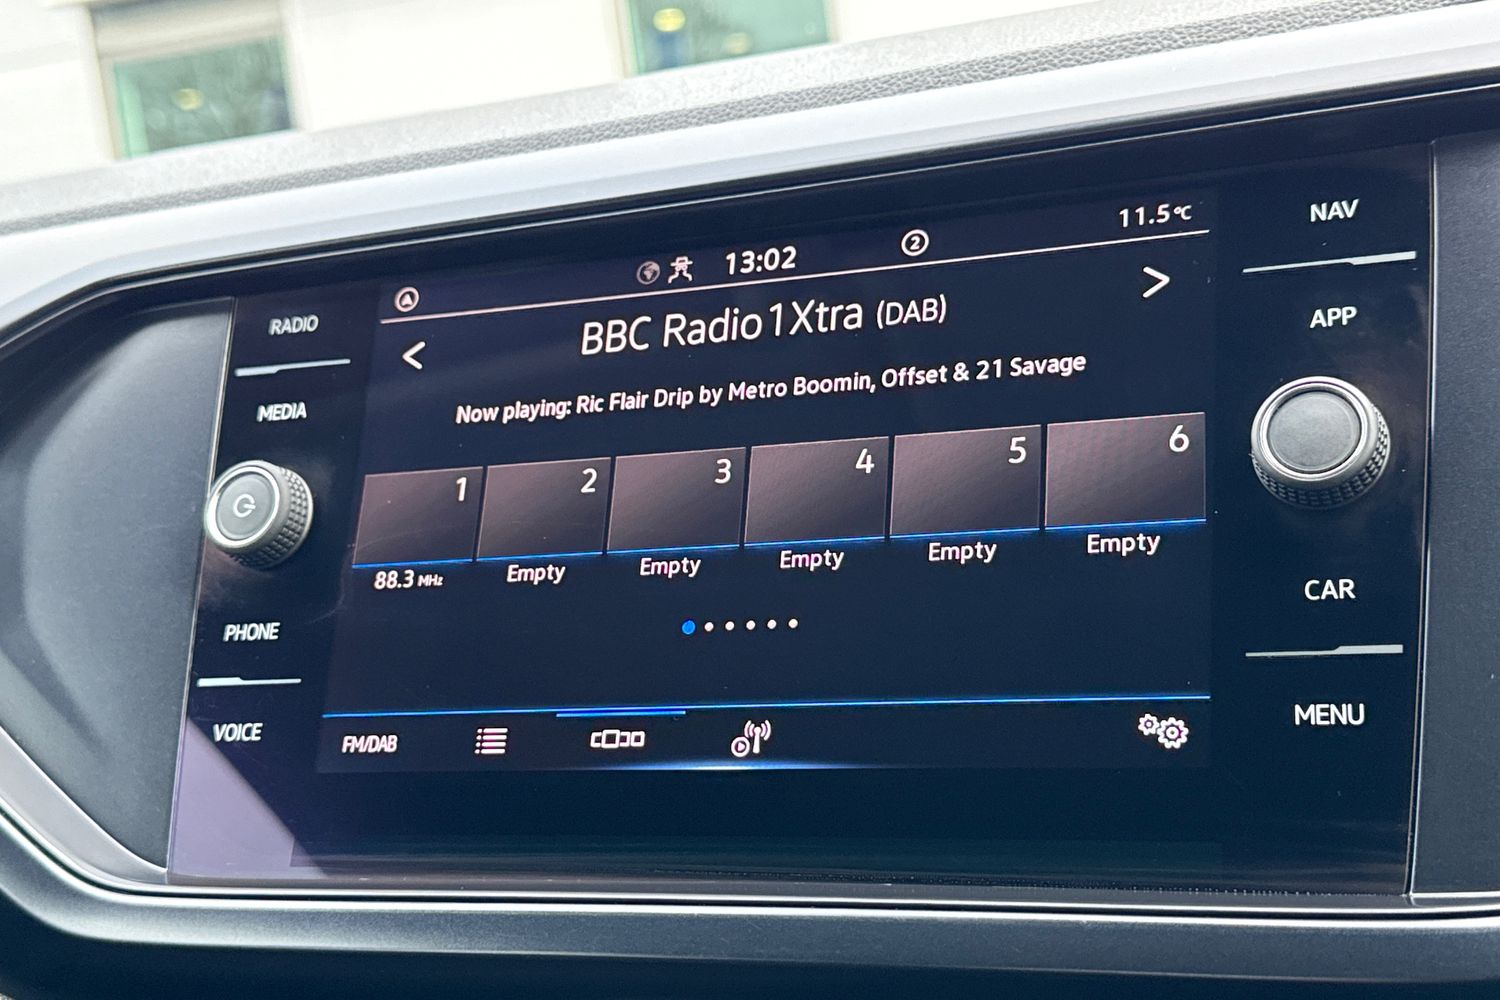 RADIO
MEDIA
PHONE
VOICE
13:02
2
11.5°C
< BBC Radio 1Xtra (DAB) >
Now playing: Ric Flair Drip by Metro Boomin, Offset & 21 Savage
1 2 3 4 5 6
88.3 MHz Empty Empty Empty Empty Empty
FM/DAB
NAV
APP
CAR
MENU